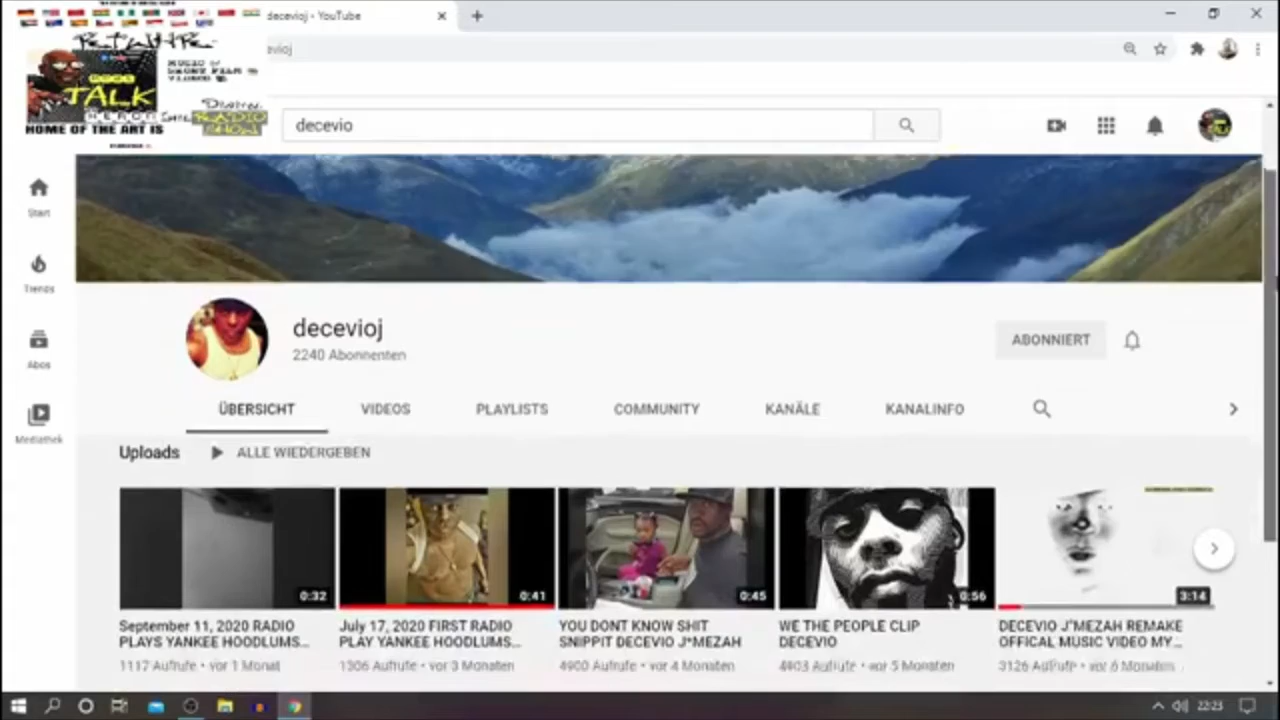 decevioj - YouTube
evioj
TALK
HOME OF THE ART IS
RADIO
SHOW
decevio
Start
Trends
Abos
Mediathek
decevioj
2240 Abonnenten
ABONNIERT
ÜBERSICHT
VIDEOS
PLAYLISTS
COMMUNITY
KANÄLE
KANALINFO
Uploads
ALLE WIEDERGEBEN
0:32
0:41
0:45
0:56
3:14
September 11, 2020 RADIO
PLAYS YANKEE HOODLUMS...
1117 Aufrufe • vor 1 Monat
July 17, 2020 FIRST RADIO
PLAY YANKEE HOODLUMS...
1306 Aufrufe • vor 3 Monaten
YOU DONT KNOW SHIT
SNIPPIT DECEVIO J*MEZAH
4900 Aufrufe • vor 4 Monaten
WE THE PEOPLE CLIP
DECEVIO
4903 Aufrufe • vor 5 Monaten
DECEVIO J"MEZAH REMAKE
OFFICAL MUSIC VIDEO MY...
3126 Aufrufe • vor 6 Monaten
22:23